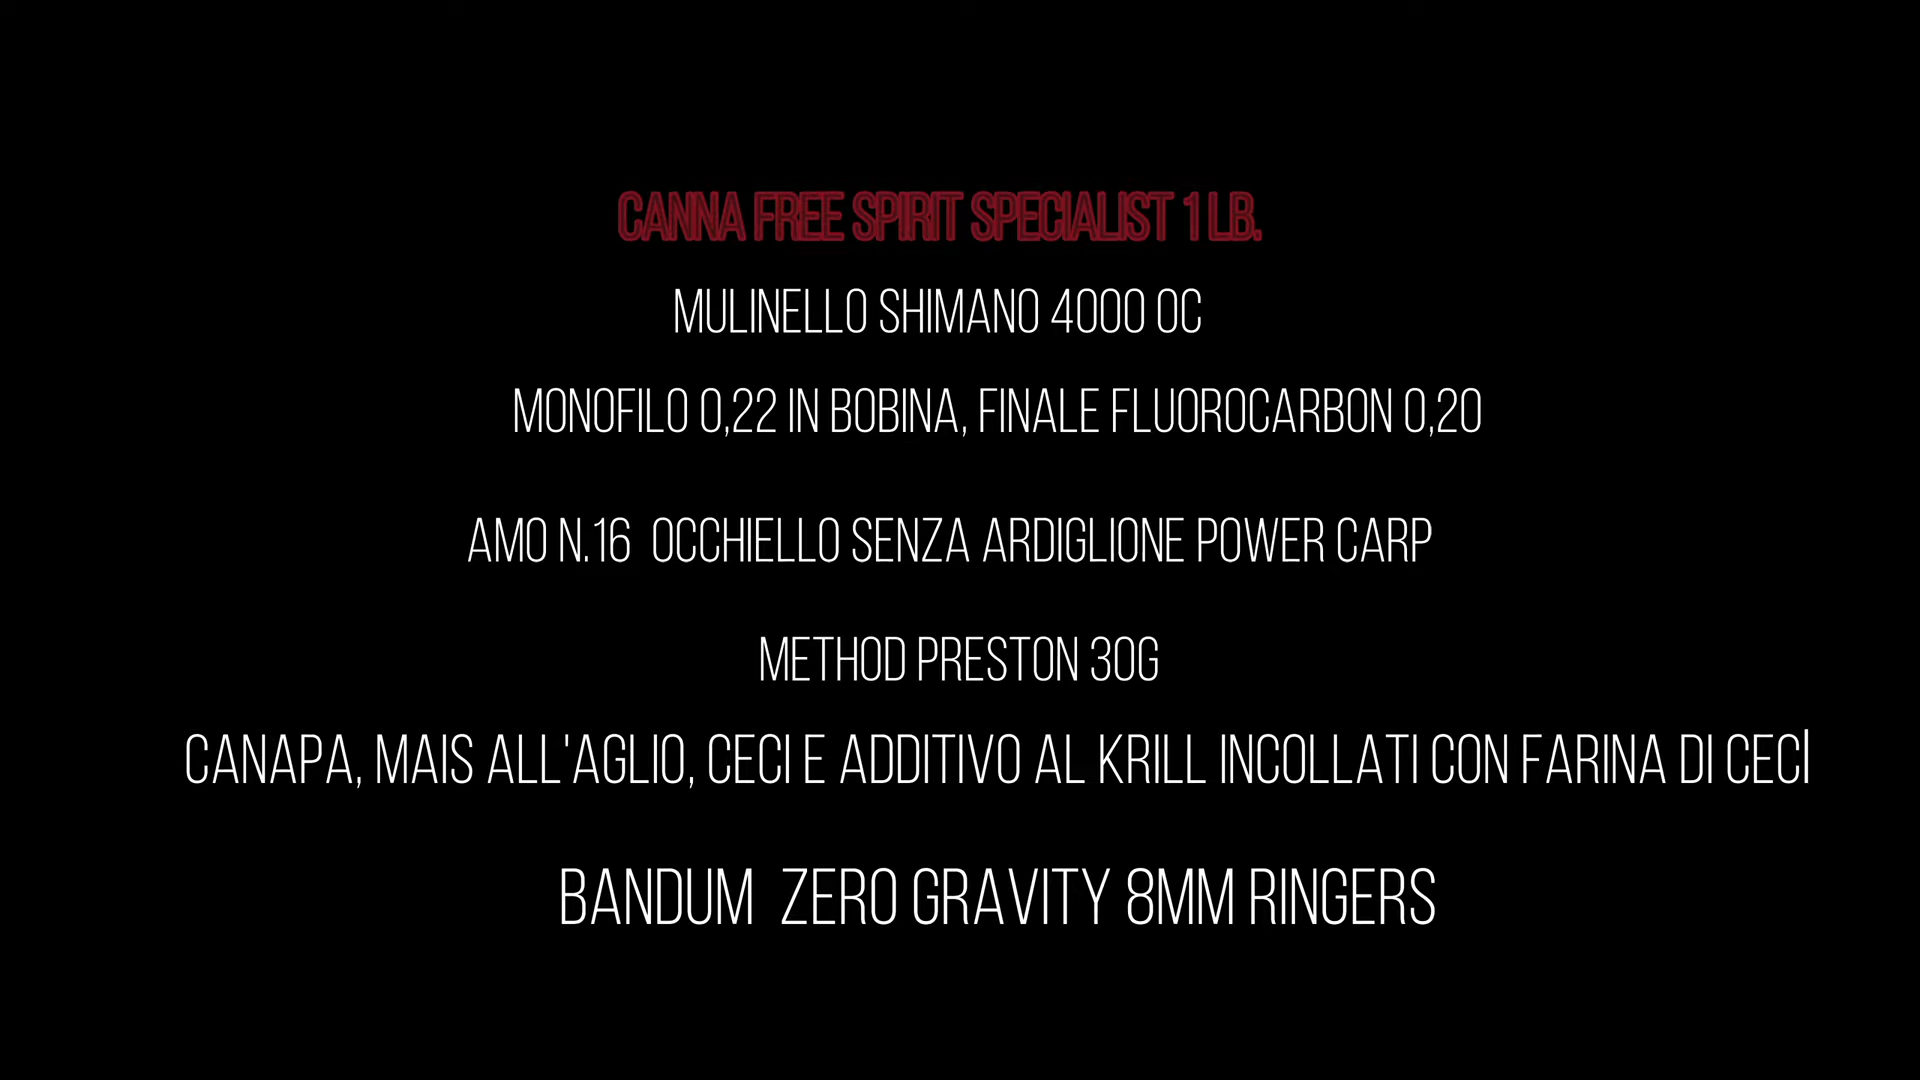 CANNA FREE SPIRIT SPECIALIST 1 LB.
MULINELLO SHIMANO 4000 OC
MONOFILO 0,22 IN BOBINA, FINALE FLUOROCARBON 0,20
AMO N.16 OCCHIELLO SENZA ARDIGLIONE POWER CARP
METHOD PRESTON 30G
CANAPA, MAIS ALL'AGLIO, CECI E ADDITIVO AL KRILL INCOLLATI CON FARINA DI CECI
BANDUM ZERO GRAVITY 8MM RINGERS